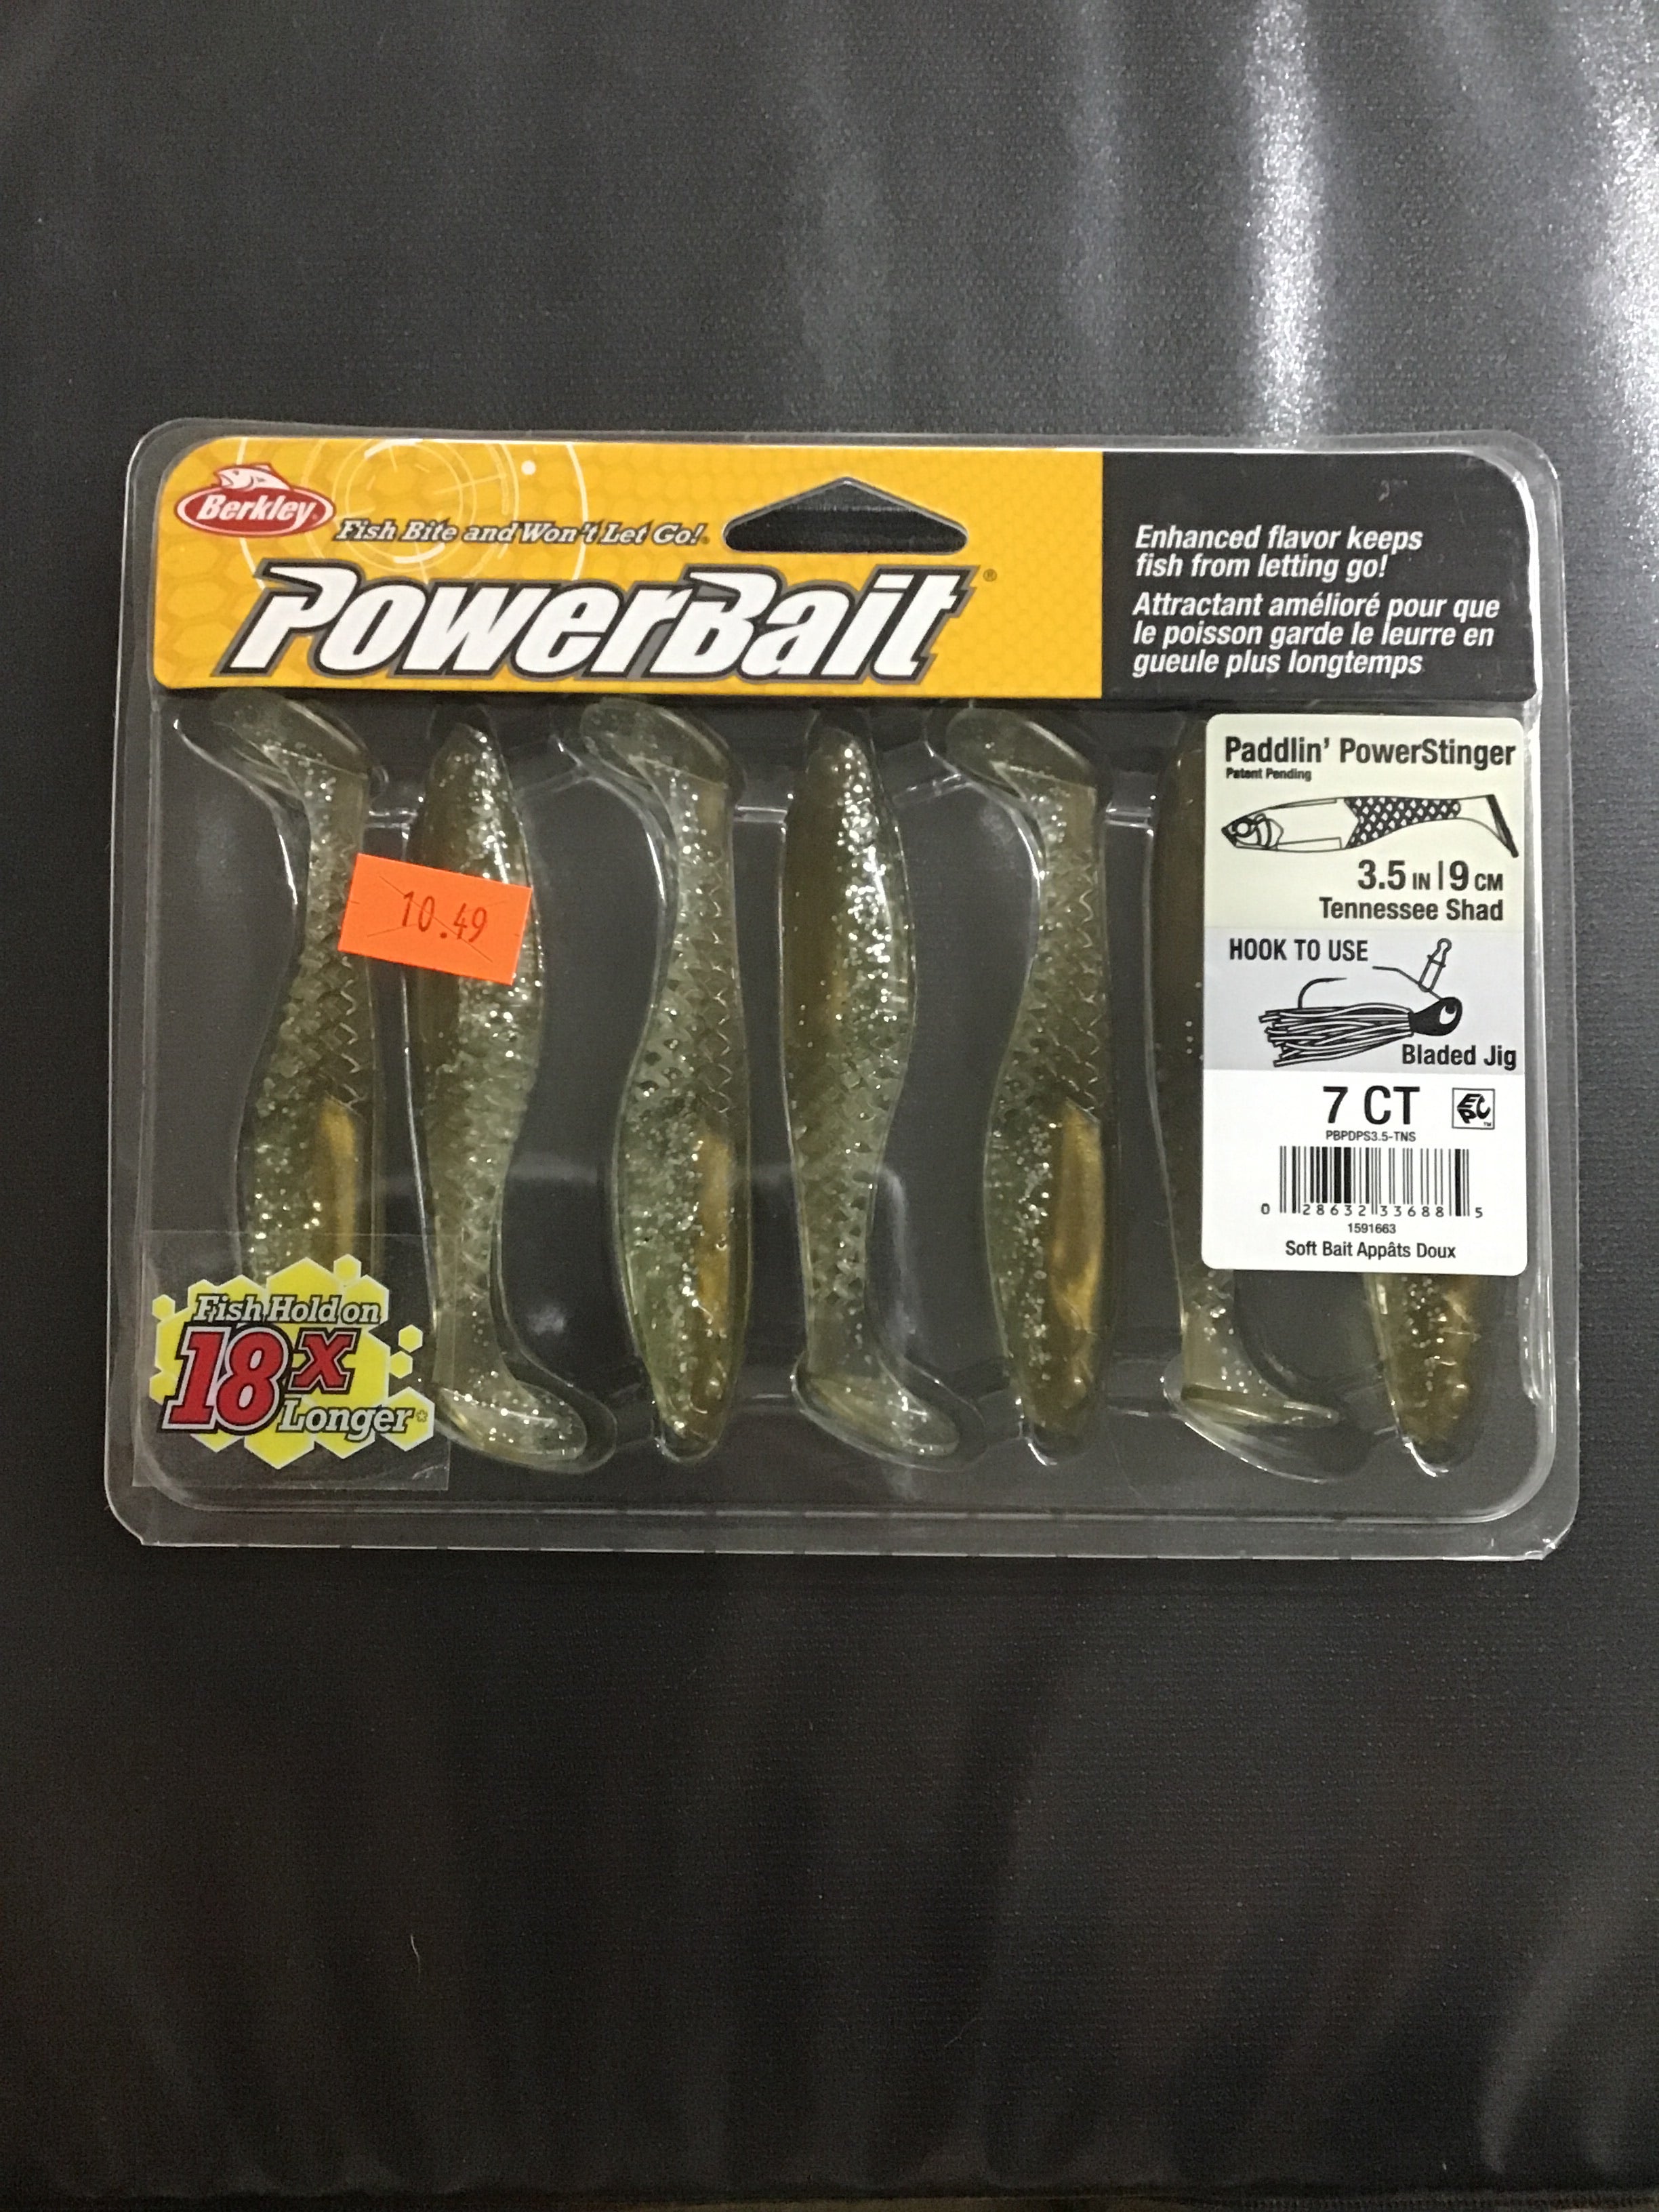 Berkley
Fish Bite and Won't Let Go!
PowerBait®
Enhanced flavor keeps
fish from letting go!
Attractant amélioré pour que
le poisson garde le leurre en
gueule plus longtemps
10.49
Paddlin' PowerStinger
Patent Pending
3.5 IN | 9 CM
Tennessee Shad
HOOK TO USE
Bladed Jig
7 CT
PBPDPS3.5-TNS
0 28632 33688 5
1591663
Soft Bait Appâts Doux
Fish Hold on
18X
Longer*